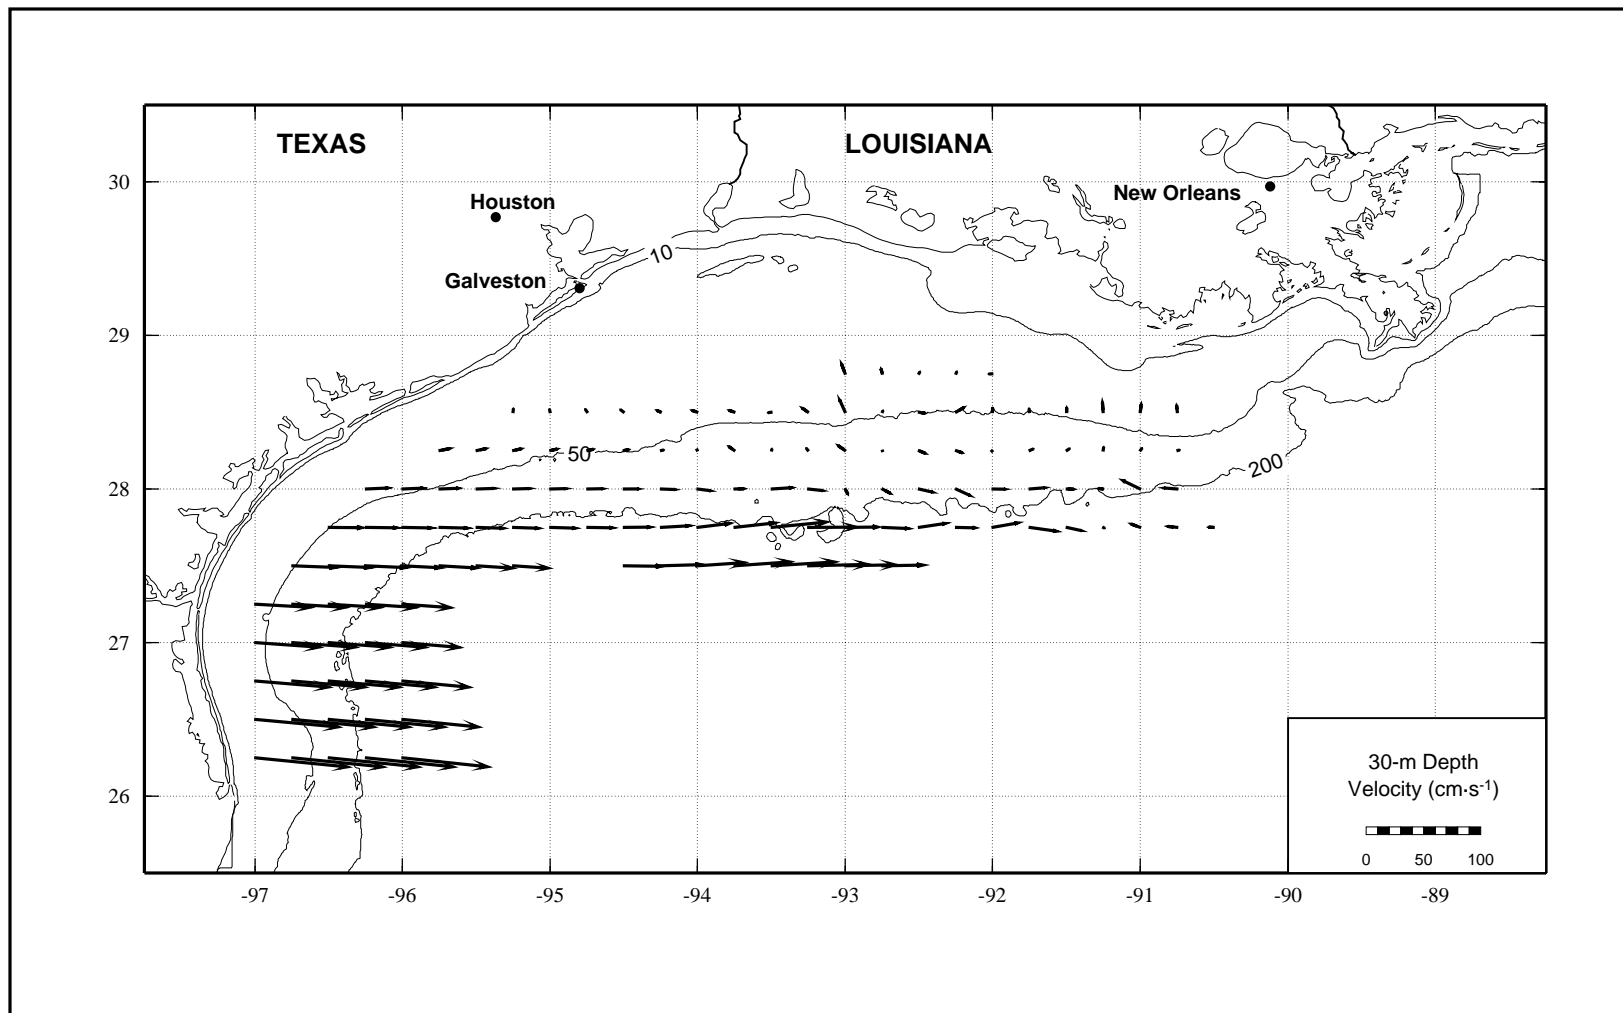 TEXAS
LOUISIANA
30
New Orleans
Houston
10
Galveston
29
50
200
28
27
30-m Depth
Velocity (cm·s-1)
26
0 50 100
-97 -96 -95 -94 -93 -92 -91 -90 -89